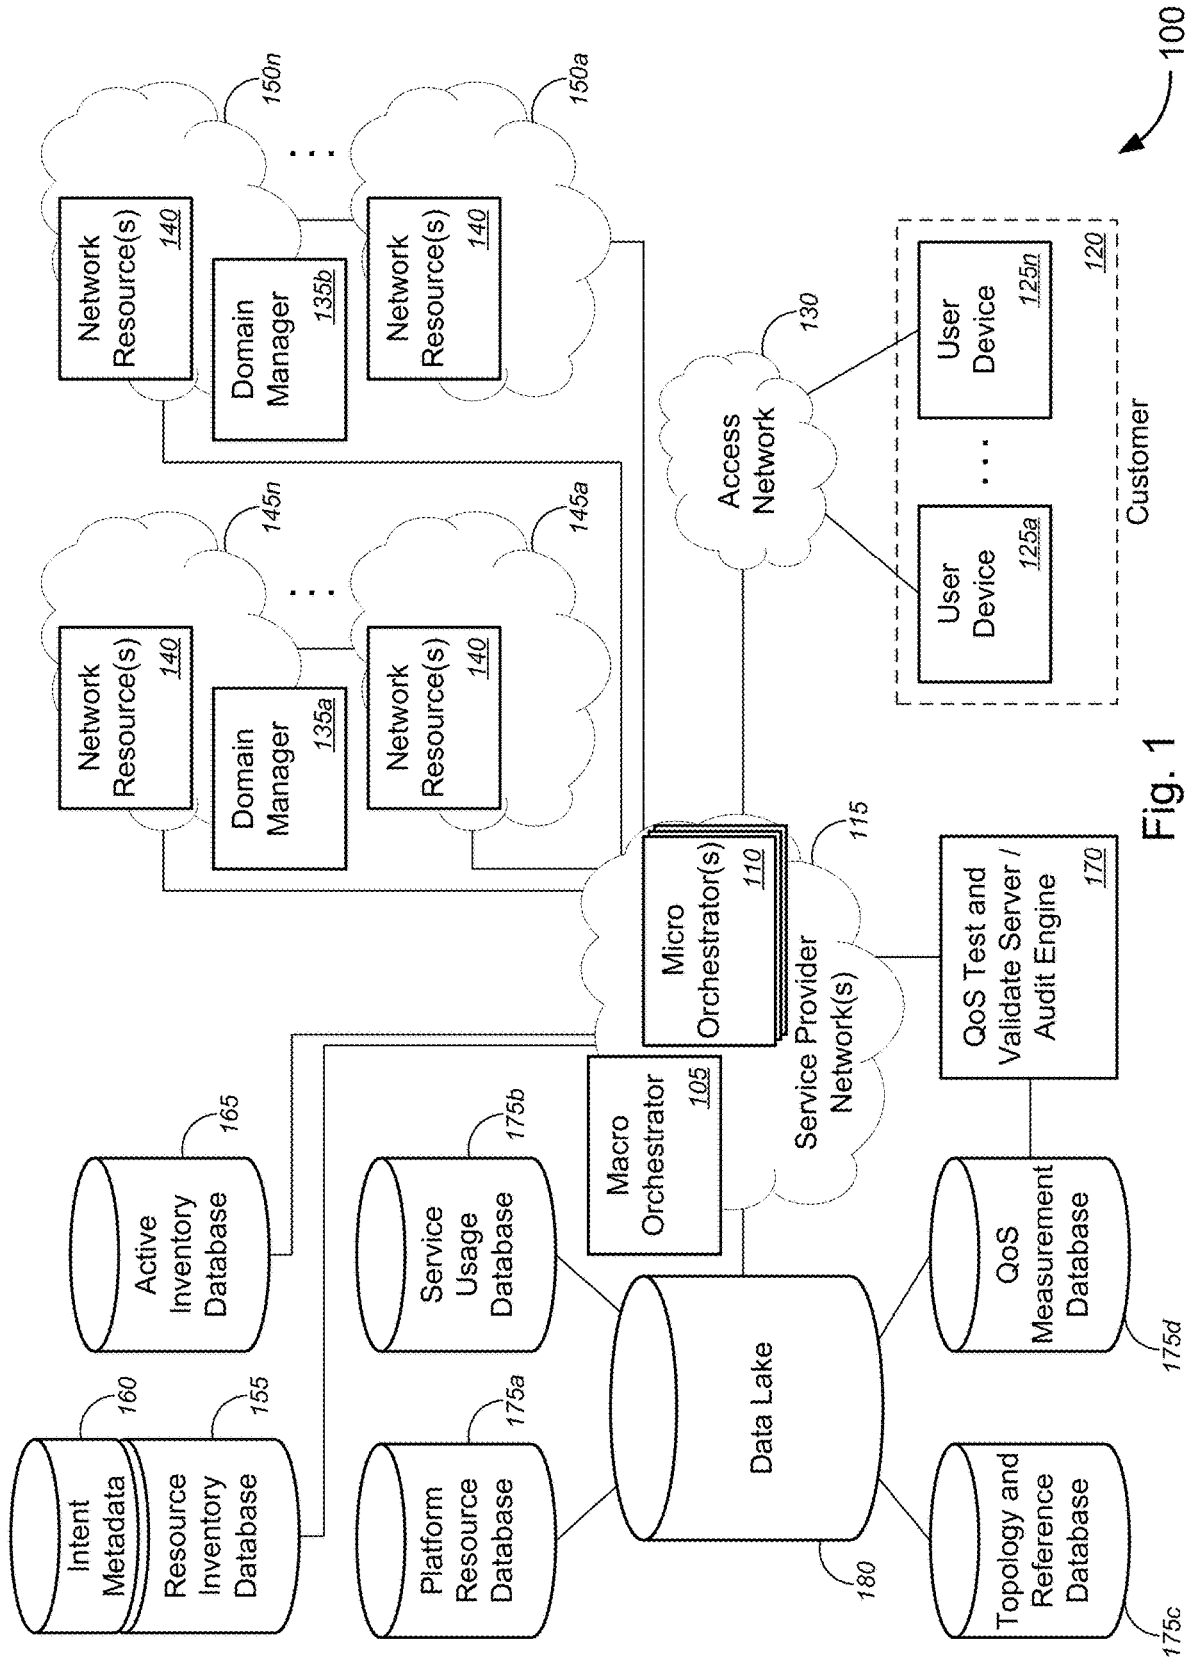 Intent
Metadata
160
Resource
Inventory
Database
155
Active
Inventory
Database
165
Network
Resource(s)
140
145n
Domain
Manager
135a
. . .
Network
Resource(s)
140
145a
Network
Resource(s)
140
150n
Domain
Manager
135b
. . .
Network
Resource(s)
140
150a
Platform
Resource
Database
175a
Service
Usage
Database
175b
Data Lake
180
Macro
Orchestrator
105
Micro
Orchestrator(s)
110
Service Provider
Network(s)
115
Access
Network
130
Topology and
Reference
Database
175c
QoS
Measurement
Database
175d
QoS Test and
Validate Server /
Audit Engine
170
User
Device
125a
. . .
User
Device
125n
120
Customer
100
Fig. 1